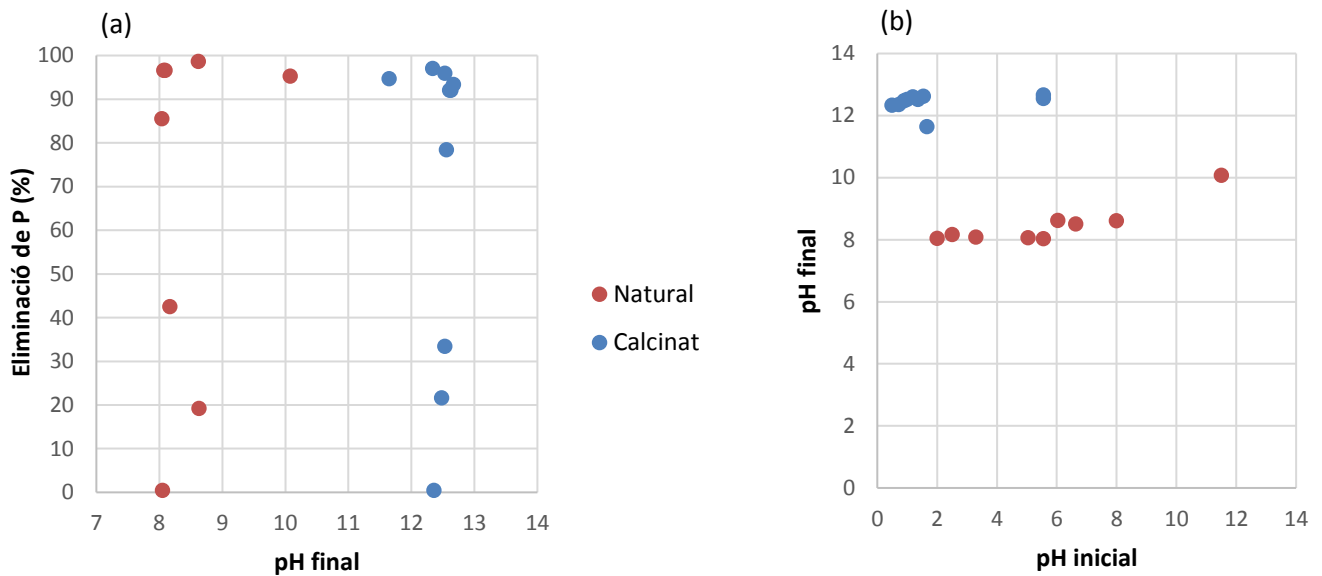 (a)
Eliminació de P (%)
100
90
80
70
60
50
40
30
20
10
0
7 8 9 10 11 12 13 14
pH final
Natural
Calcinat
(b)
pH final
14
12
10
8
6
4
2
0
0 2 4 6 8 10 12 14
pH inicial